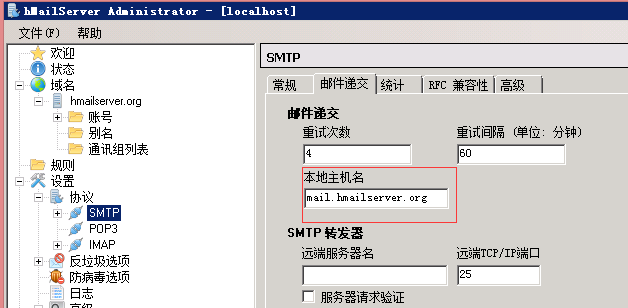 hMailServer Administrator - [localhost]
文件(F) 帮助
欢迎
状态
域名
hmailserver.org
账号
别名
通讯组列表
规则
设置
协议
SMTP
POP3
IMAP
反垃圾选项
防病毒选项
日志
高级
SMTP
常规 邮件递交 统计 RFC 兼容性 高级
邮件递交
重试次数 重试间隔 (单位: 分钟)
4 60
本地主机名
mail.hmailserver.org
SMTP 转发器
远端服务器名 远端TCP/IP端口
25
服务器请求验证